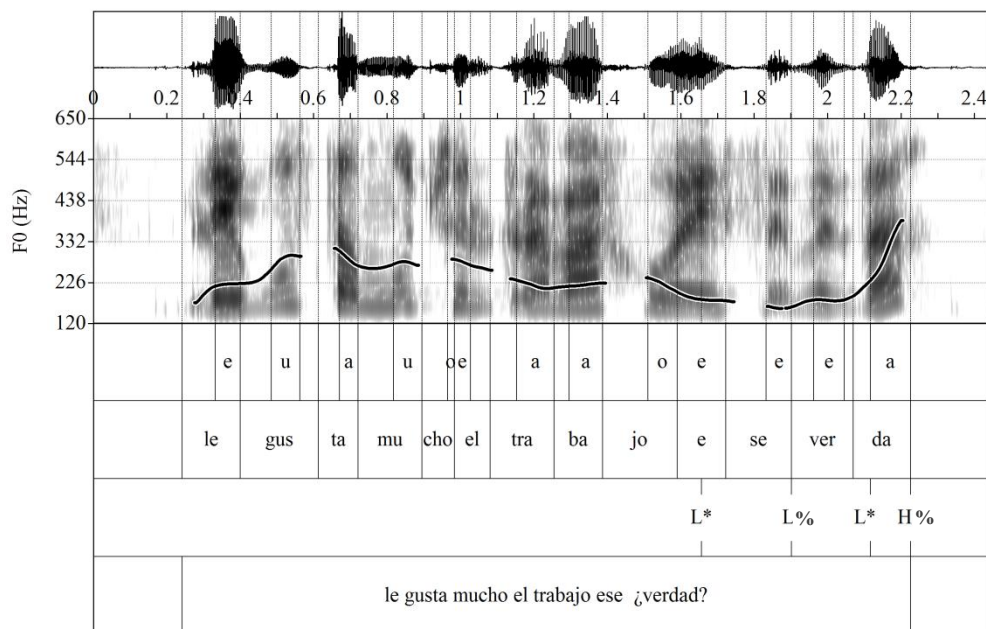 0 0.2 0.4 0.6 0.8 1 1.2 1.4 1.6 1.8 2 2.2 2.4
650
544
438
332
226
120
F0 (Hz)
e u a u o e a a o e e e a
le gus ta mu cho el tra ba jo e se ver da
L* L% L* H%
le gusta mucho el trabajo ese ¿verdad?